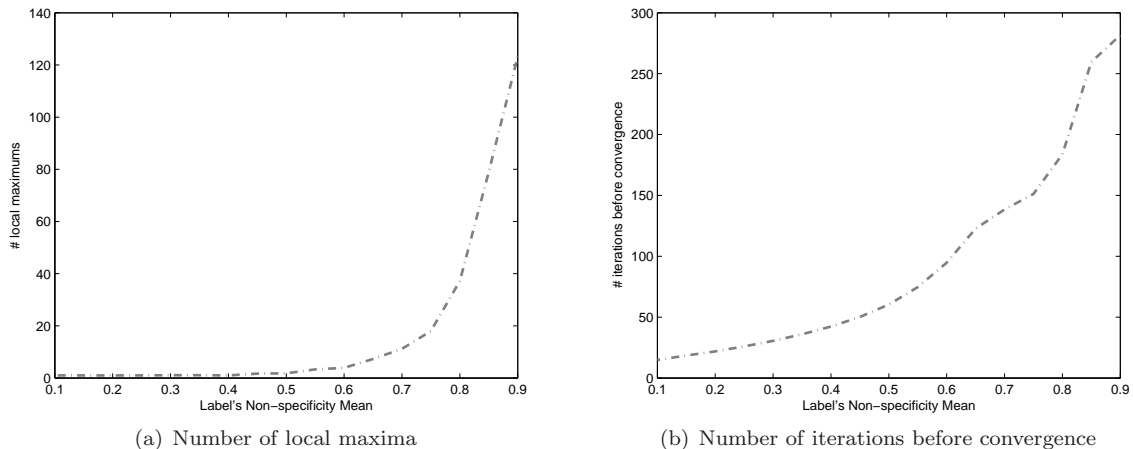 140
120
100
80
60
40
20
0
# local maximums
0.1 0.2 0.3 0.4 0.5 0.6 0.7 0.8 0.9
Label's Non−specificity Mean
(a) Number of local maxima
300
250
200
150
100
50
0
# iterations before convergence
0.1 0.2 0.3 0.4 0.5 0.6 0.7 0.8 0.9
Label's Non−specificity Mean
(b) Number of iterations before convergence